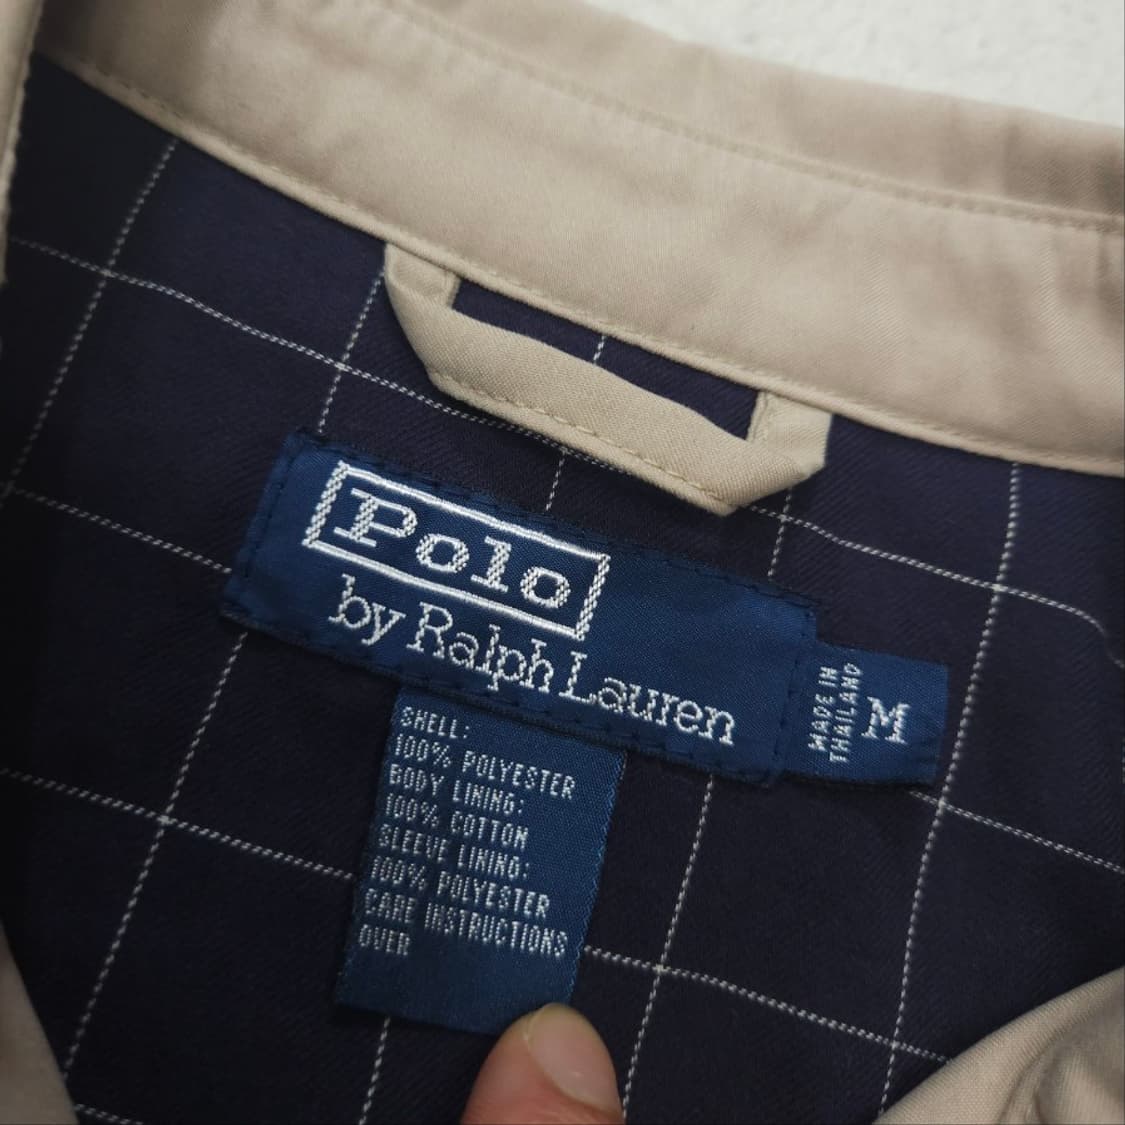 Polo
by Ralph Lauren
MADE IN
THAILAND
M
SHELL:
100% POLYESTER
BODY LINING:
100% COTTON
SLEEVE LINING:
100% POLYESTER
CARE INSTRUCTIONS
OVER